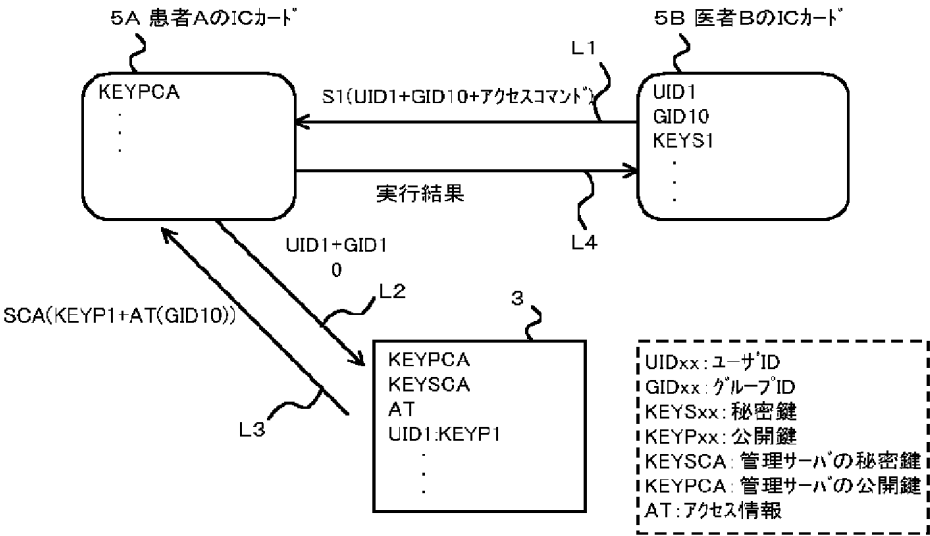 5A 患者AのICｶｰﾄﾞ
5B 医者BのICｶｰﾄﾞ
L1
KEYPCA
S1(UID1+GID10+アクセスコマンド)
UID1
GID10
KEYS1
実行結果
L4
UID1+GID1
0
L2
SCA(KEYP1+AT(GID10))
L3
3
KEYPCA
KEYSCA
AT
UID1:KEYP1
UIDxx:ユーザID
GIDxx:グループID
KEYSxx:秘密鍵
KEYPxx:公開鍵
KEYSCA:管理サーバの秘密鍵
KEYPCA:管理サーバの公開鍵
AT:アクセス情報